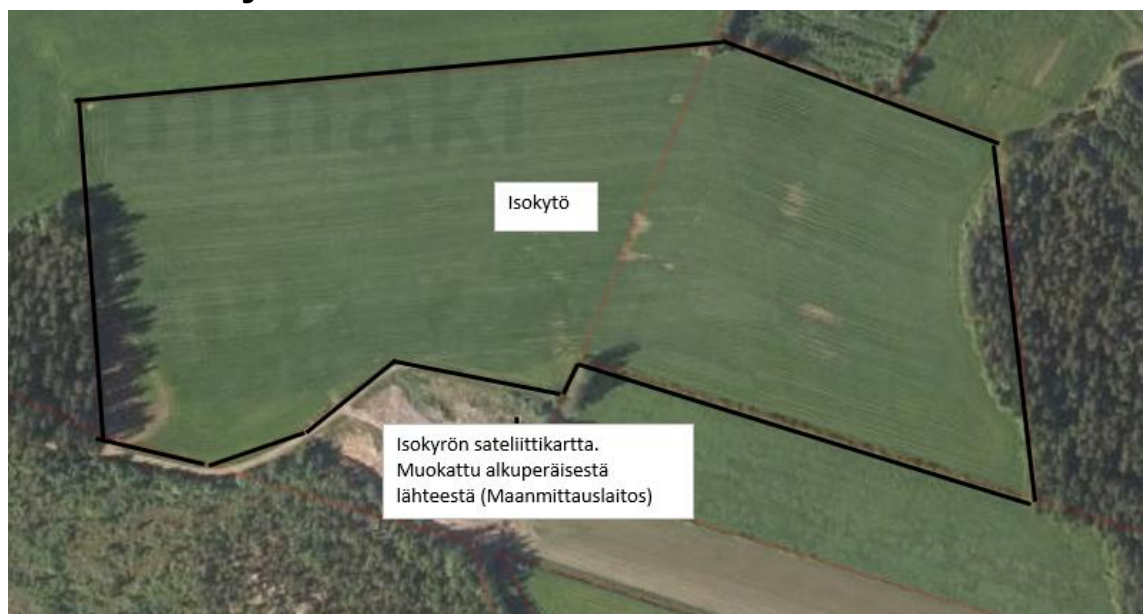 Isokytö
Isokyrön sateliittikartta.
Muokattu alkuperäisestä
lähteestä (Maanmittauslaitos)